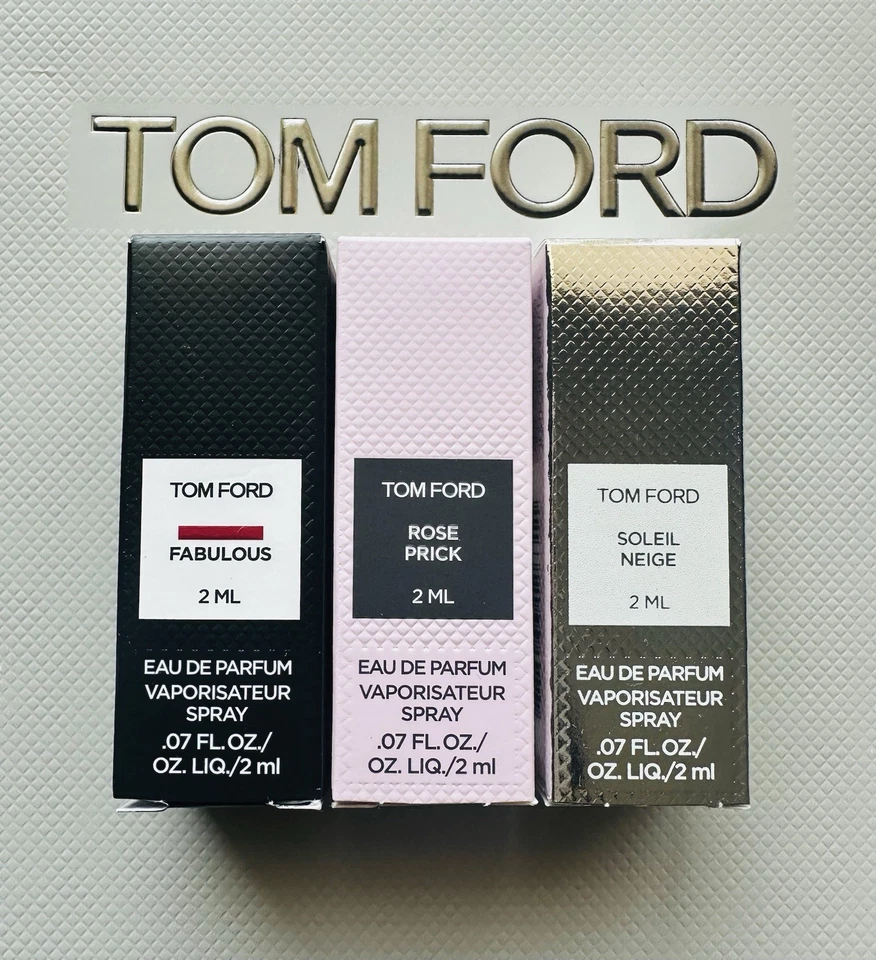 TOM FORD
TOM FORD
FABULOUS
2 ML
EAU DE PARFUM
VAPORISATEUR
SPRAY
.07 FL. OZ./
OZ. LIQ./2 ml
TOM FORD
ROSE
PRICK
2 ML
EAU DE PARFUM
VAPORISATEUR
SPRAY
.07 FL. OZ./
OZ. LIQ./2 ml
TOM FORD
SOLEIL
NEIGE
2 ML
EAU DE PARFUM
VAPORISATEUR
SPRAY
.07 FL. OZ./
OZ. LIQ./2 ml